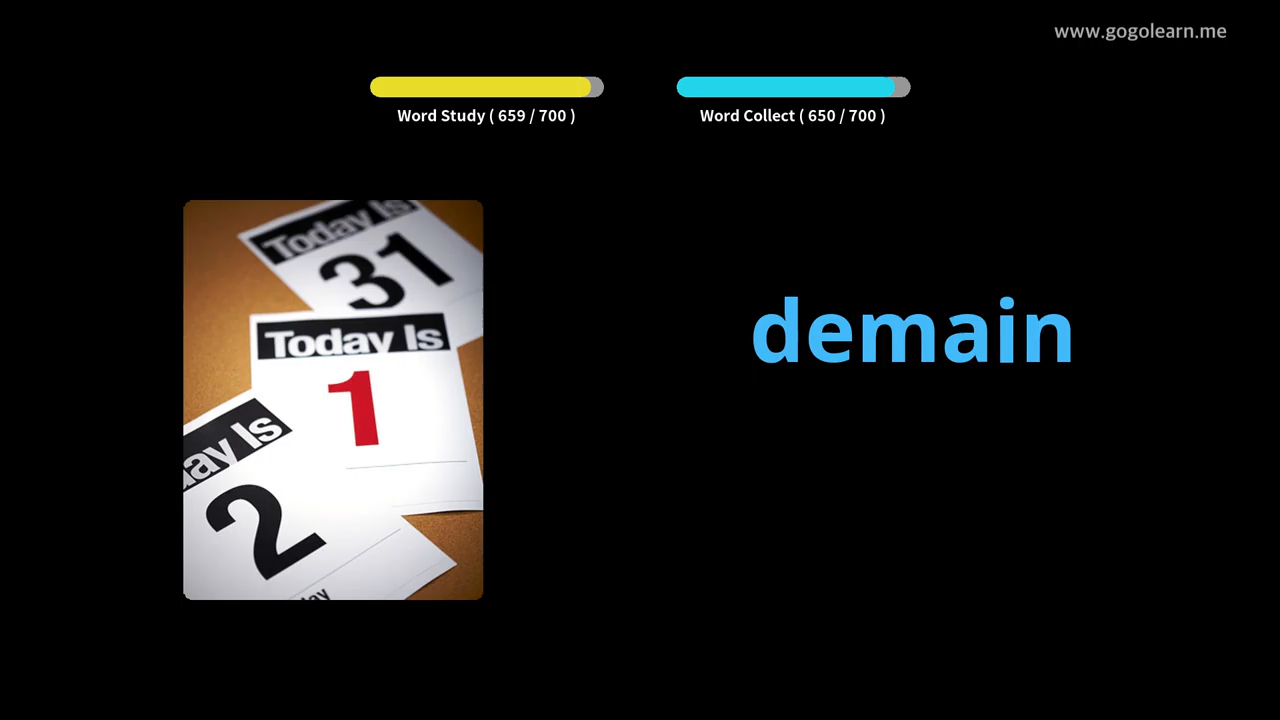 www.gogolearn.me
Word Study ( 659 / 700 )
Word Collect ( 650 / 700 )
Today Is
31
Today Is
1
demain
ay Is
2
ay